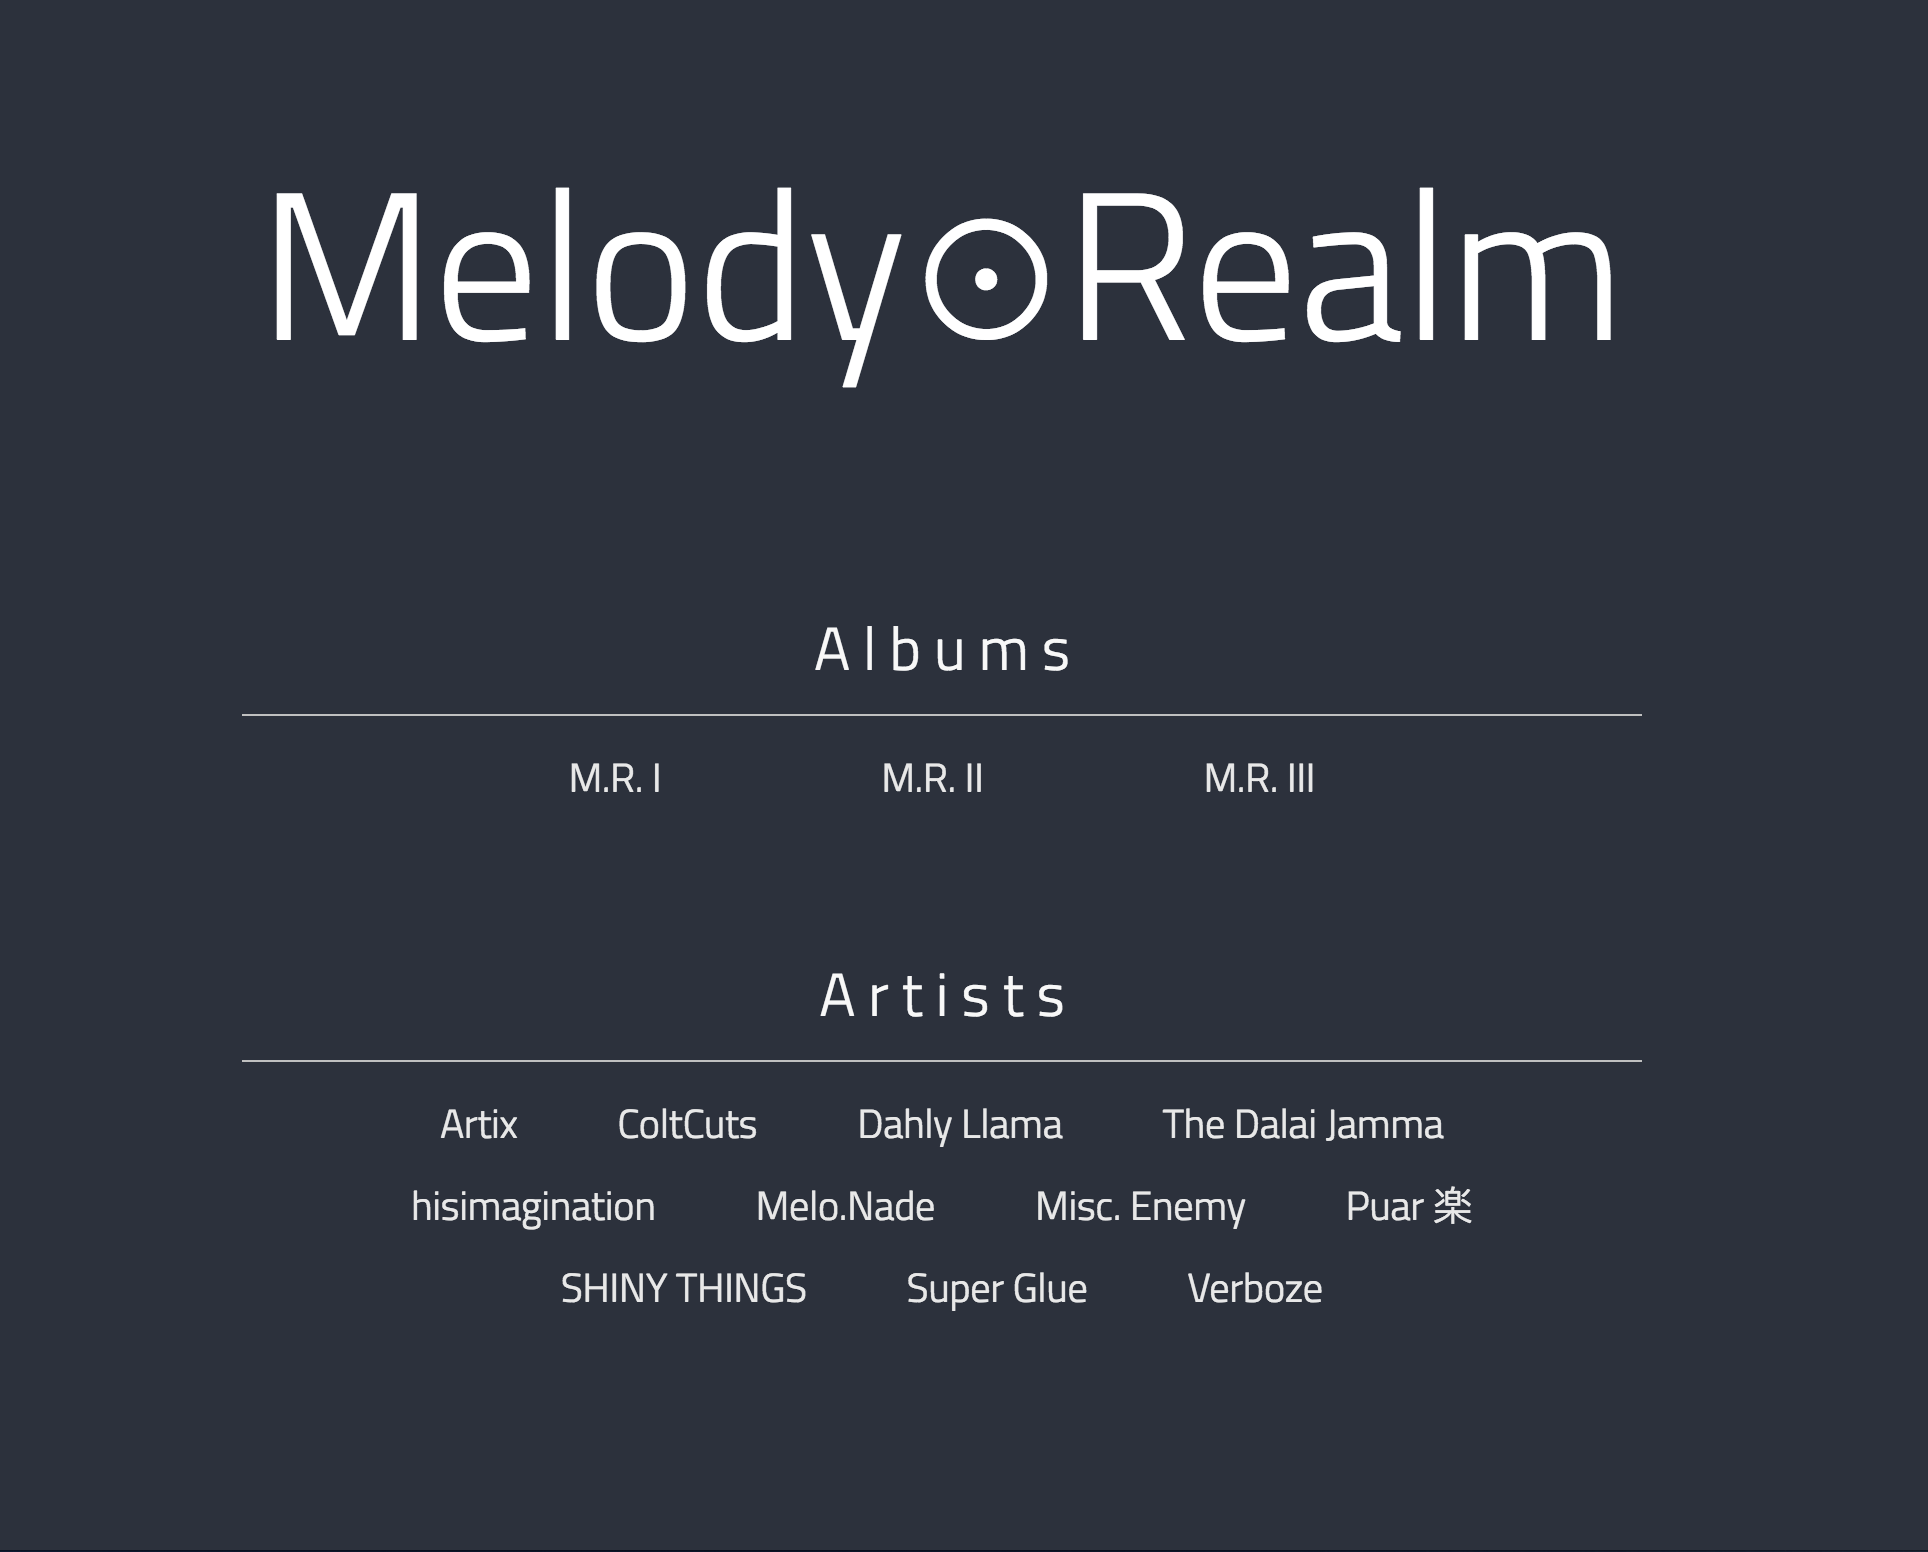 Melody⊙Realm
Albums
M.R. I M.R. II M.R. III
Artists
Artix ColtCuts Dahly Llama The Dalai Jamma
hisimagination Melo.Nade Misc. Enemy Puar 楽
SHINY THINGS Super Glue Verboze